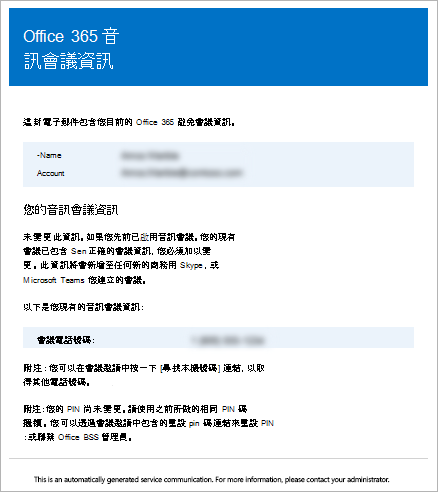 Office 365 音
訊會議資訊
這封電子郵件包含您目前的 Office 365 避免會議資訊。
-Name
Account
您的音訊會議資訊
未變更此資訊。如果您先前已啟用音訊會議。您的現有
會議已包含 Sen 正確的會議資訊，您必須加以變
更。此資訊將會新增至任何新的商務用 Skype，或
Microsoft Teams 您建立的會議。
以下是您現有的音訊會議資訊：
會議電話號碼：
附注：您可以在會議邀請中按一下 [尋找本機號碼] 連結，以取
得其他電話號碼。
附注：您的 PIN 尚未變更。請使用之前所做的相同 PIN 碼
繼續。您可以透過會議邀請中包含的重設 pin 碼連結來重設 PIN
：或聯繫 Office BSS 管理員。
This is an automatically generated service communication. For more information, please contact your administrator.